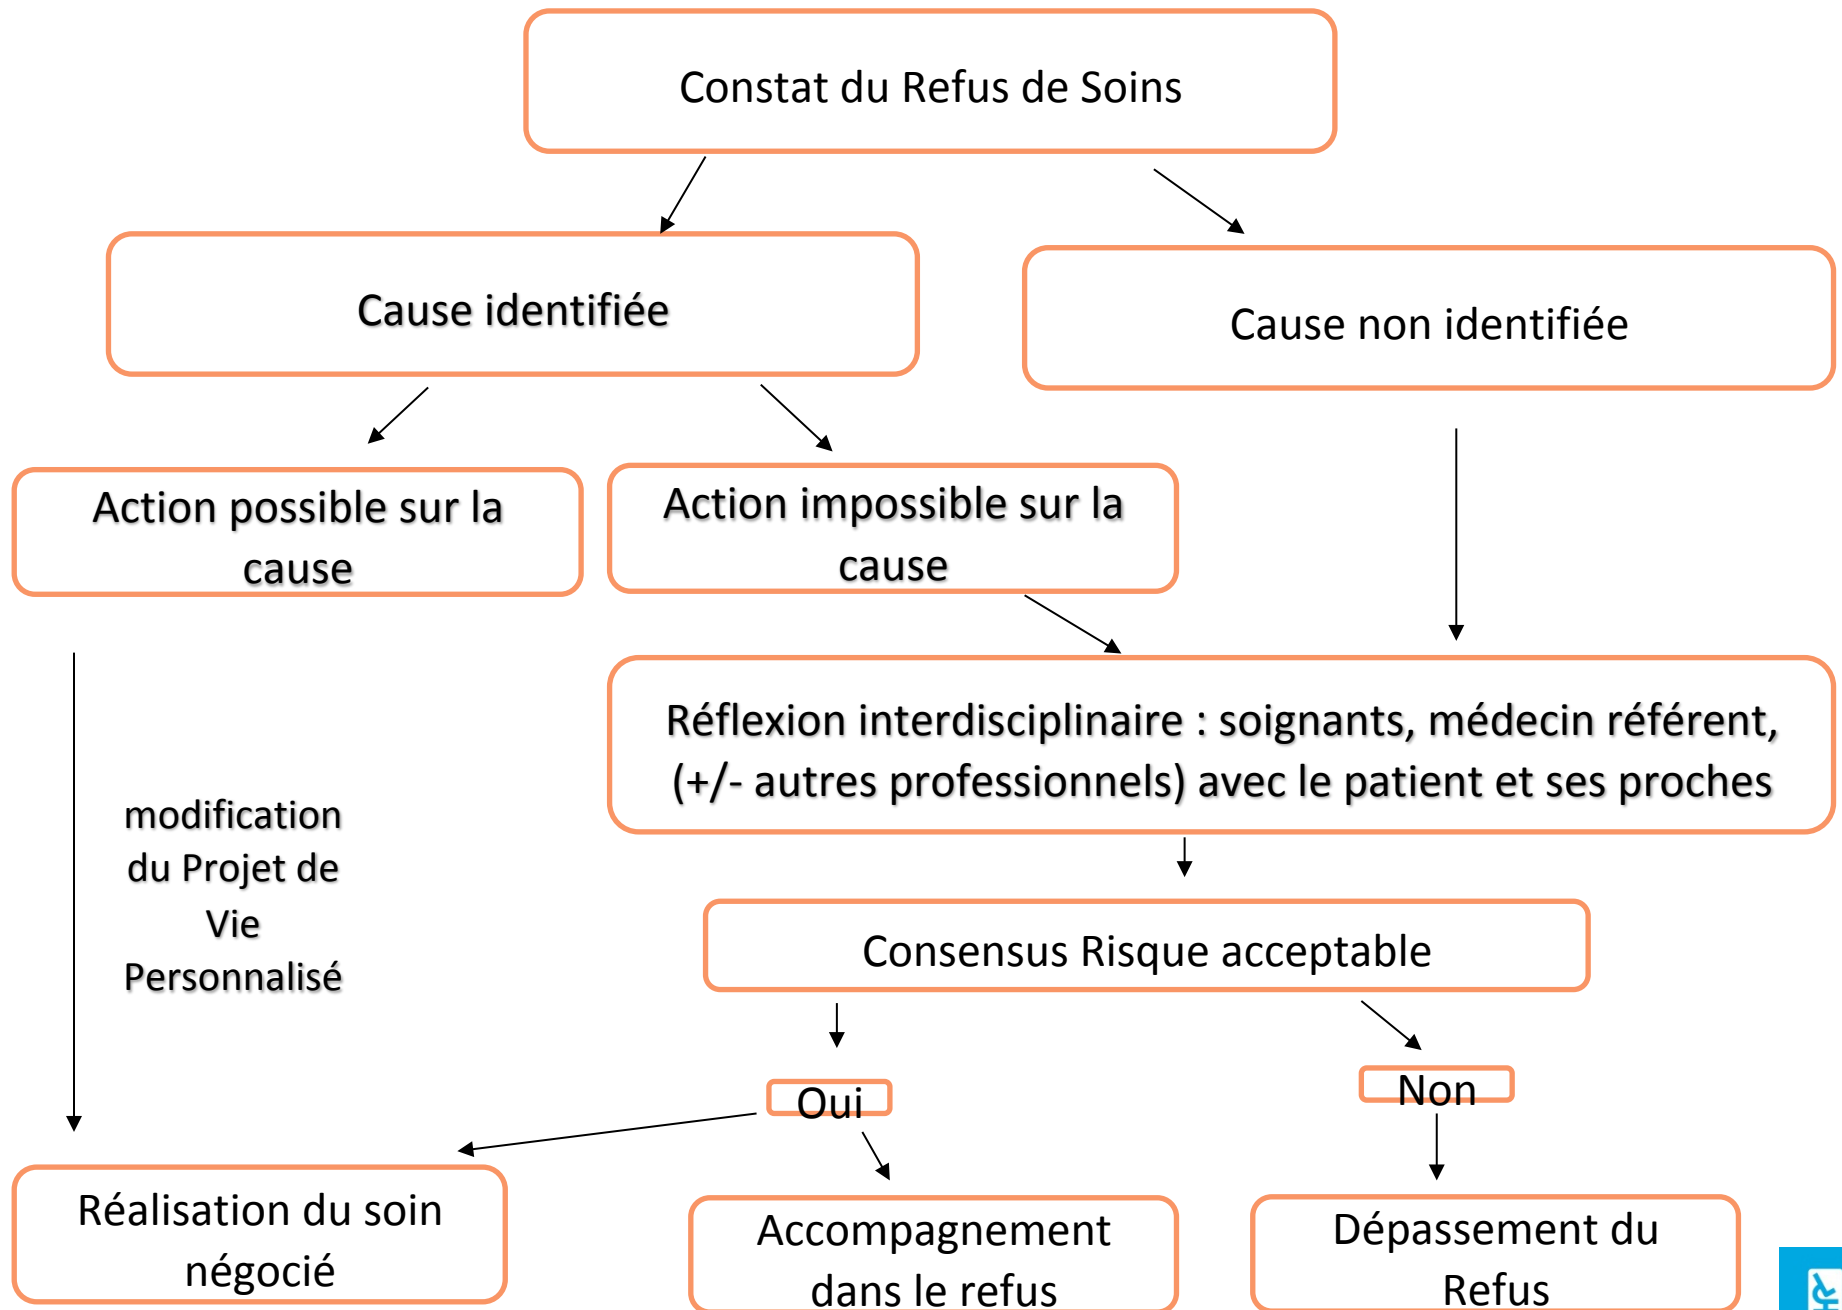 Constat du Refus de Soins
Cause identifiée
Cause non identifiée
Action possible sur la
cause
Action impossible sur la
cause
Réflexion interdisciplinaire : soignants, médecin référent,
(+/- autres professionnels) avec le patient et ses proches
modification
du Projet de
Vie
Personnalisé
Consensus Risque acceptable
Oui
Non
Réalisation du soin
négocié
Accompagnement
dans le refus
Dépassement du
Refus